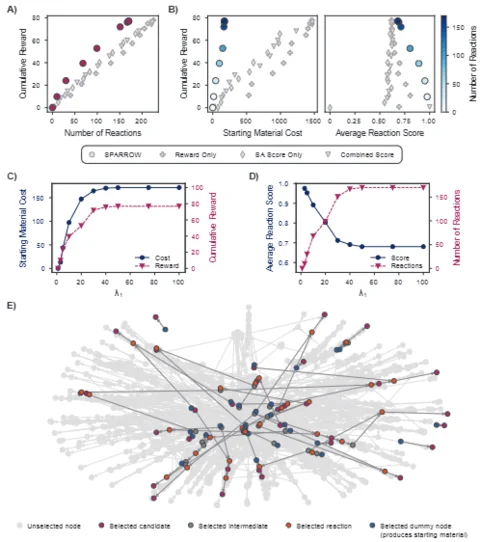 A)
B)
Cumulative Reward
80
60
40
20
0
0 50 100 150 200
Number of Reactions
Cumulative Reward
80
60
40
20
0
0 500 1000 1500
Starting Material Cost
0 0.50 0.75 1.00
Average Reaction Score
150
100
50
0
Number of Reactions
SPARROW Reward Only SA Score Only Combined Score
C)
D)
Starting Material Cost
150
100
50
0
0 20 40 60 80 100
λ1
Cost
Reward
100
80
60
40
20
0
Cumulative Reward
Average Reaction Score
1.0
0.9
0.8
0.7
0.6
0 20 40 60 80 100
λ1
Score
Reactions
150
100
50
0
Number of Reactions
E)
Unselected node Selected candidate Selected intermediate Selected reaction Selected dummy node
(produces starting material)